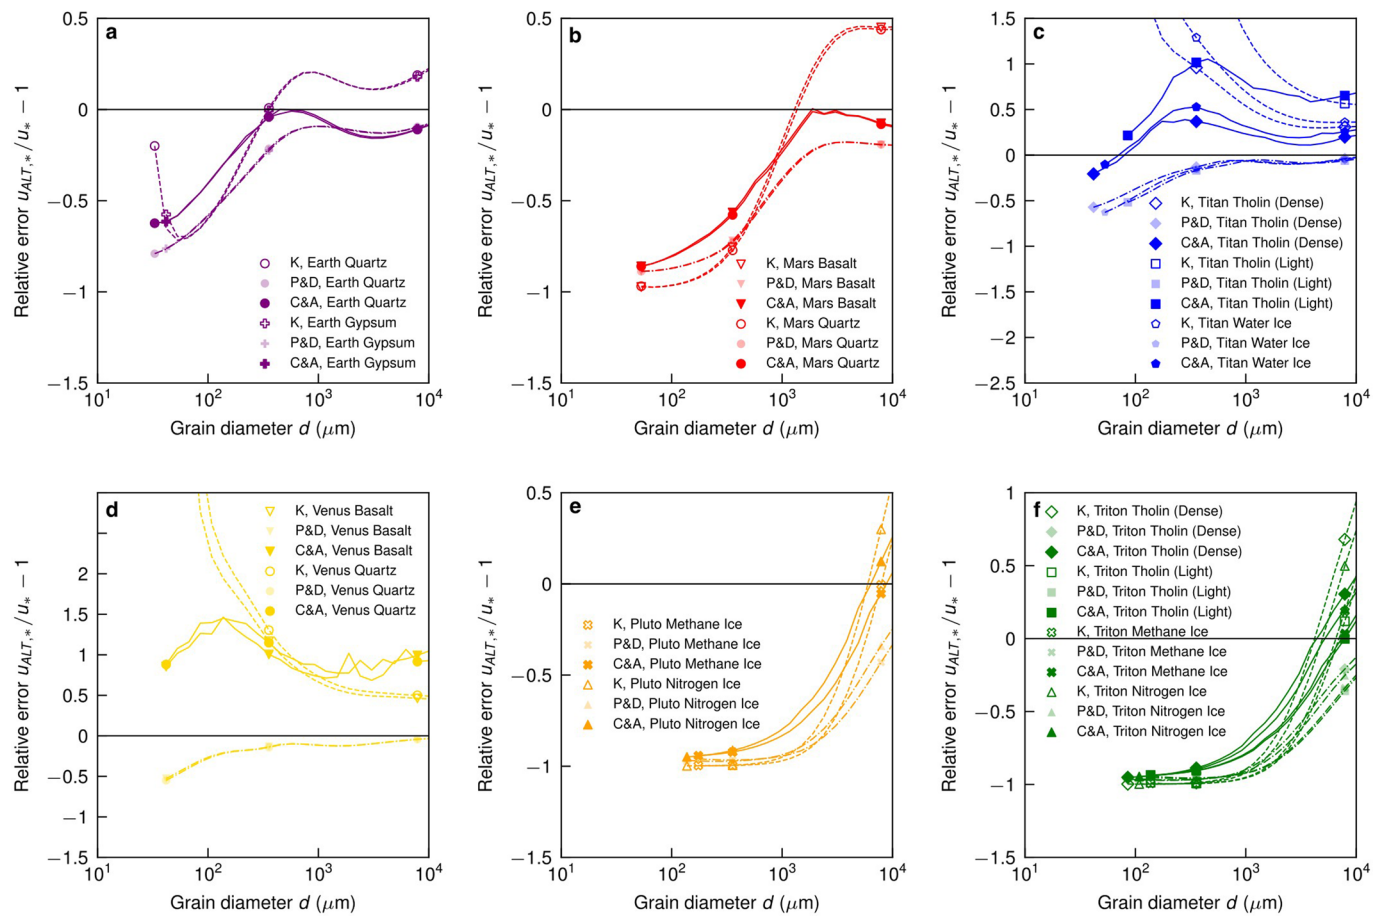 a
0.5
0
−0.5
−1
−1.5
10^1
10^2
10^3
10^4
Relative error u_{ALT,*}/u_* − 1
Grain diameter d (μm)
K, Earth Quartz
P&D, Earth Quartz
C&A, Earth Quartz
K, Earth Gypsum
P&D, Earth Gypsum
C&A, Earth Gypsum
b
0.5
0
−0.5
−1
−1.5
10^1
10^2
10^3
10^4
Relative error u_{ALT,*}/u_* − 1
Grain diameter d (μm)
K, Mars Basalt
P&D, Mars Basalt
C&A, Mars Basalt
K, Mars Quartz
P&D, Mars Quartz
C&A, Mars Quartz
c
1.5
1
0.5
0
−0.5
−1
−1.5
−2
−2.5
10^1
10^2
10^3
10^4
Relative error u_{ALT,*}/u_* − 1
Grain diameter d (μm)
K, Titan Tholin (Dense)
P&D, Titan Tholin (Dense)
C&A, Titan Tholin (Dense)
K, Titan Tholin (Light)
P&D, Titan Tholin (Light)
C&A, Titan Tholin (Light)
K, Titan Water Ice
P&D, Titan Water Ice
C&A, Titan Water Ice
d
2
1.5
1
0.5
0
−0.5
−1
−1.5
10^1
10^2
10^3
10^4
Relative error u_{ALT,*}/u_* − 1
Grain diameter d (μm)
K, Venus Basalt
P&D, Venus Basalt
C&A, Venus Basalt
K, Venus Quartz
P&D, Venus Quartz
C&A, Venus Quartz
e
0.5
0
−0.5
−1
−1.5
10^1
10^2
10^3
10^4
Relative error u_{ALT,*}/u_* − 1
Grain diameter d (μm)
K, Pluto Methane Ice
P&D, Pluto Methane Ice
C&A, Pluto Methane Ice
K, Pluto Nitrogen Ice
P&D, Pluto Nitrogen Ice
C&A, Pluto Nitrogen Ice
f
1
0.5
0
−0.5
−1
−1.5
10^1
10^2
10^3
10^4
Relative error u_{ALT,*}/u_* − 1
Grain diameter d (μm)
K, Triton Tholin (Dense)
P&D, Triton Tholin (Dense)
C&A, Triton Tholin (Dense)
K, Triton Tholin (Light)
P&D, Triton Tholin (Light)
C&A, Triton Tholin (Light)
K, Triton Methane Ice
P&D, Triton Methane Ice
C&A, Triton Methane Ice
K, Triton Nitrogen Ice
P&D, Triton Nitrogen Ice
C&A, Triton Nitrogen Ice